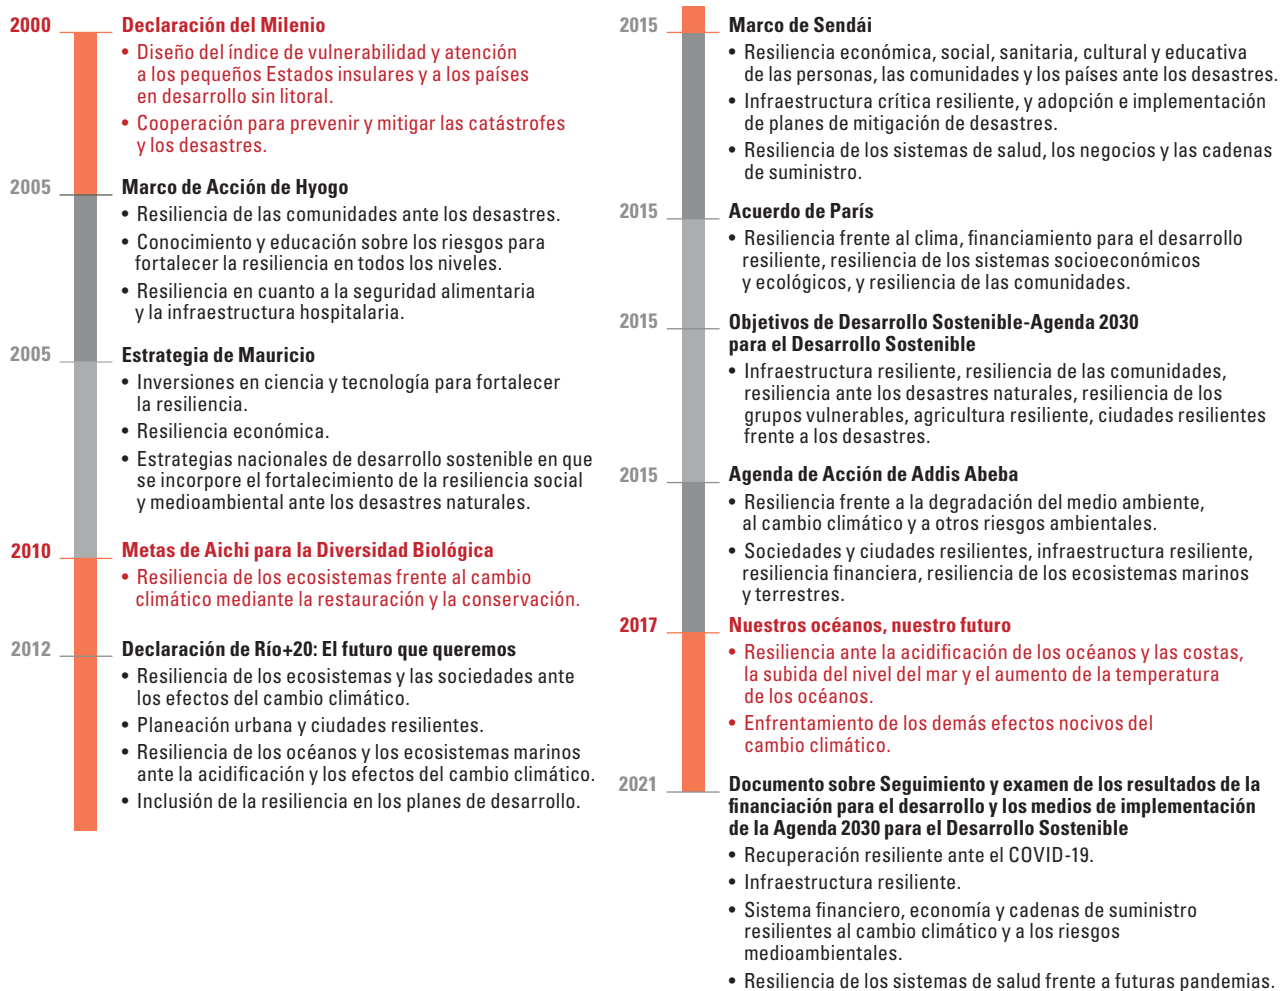 2000 Declaración del Milenio
• Diseño del índice de vulnerabilidad y atención
a los pequeños Estados insulares y a los países
en desarrollo sin litoral.
• Cooperación para prevenir y mitigar las catástrofes
y los desastres.
2005 Marco de Acción de Hyogo
• Resiliencia de las comunidades ante los desastres.
• Conocimiento y educación sobre los riesgos para
fortalecer la resiliencia en todos los niveles.
• Resiliencia en cuanto a la seguridad alimentaria
y la infraestructura hospitalaria.
2005 Estrategia de Mauricio
• Inversiones en ciencia y tecnología para fortalecer
la resiliencia.
• Resiliencia económica.
• Estrategias nacionales de desarrollo sostenible en que
se incorpore el fortalecimiento de la resiliencia social
y medioambiental ante los desastres naturales.
2010 Metas de Aichi para la Diversidad Biológica
• Resiliencia de los ecosistemas frente al cambio
climático mediante la restauración y la conservación.
2012 Declaración de Río+20: El futuro que queremos
• Resiliencia de los ecosistemas y las sociedades ante
los efectos del cambio climático.
• Planeación urbana y ciudades resilientes.
• Resiliencia de los océanos y los ecosistemas marinos
ante la acidificación y los efectos del cambio climático.
• Inclusión de la resiliencia en los planes de desarrollo.
2015 Marco de Sendái
• Resiliencia económica, social, sanitaria, cultural y educativa
de las personas, las comunidades y los países ante los desastres.
• Infraestructura crítica resiliente, y adopción e implementación
de planes de mitigación de desastres.
• Resiliencia de los sistemas de salud, los negocios y las cadenas
de suministro.
2015 Acuerdo de París
• Resiliencia frente al clima, financiamiento para el desarrollo
resiliente, resiliencia de los sistemas socioeconómicos
y ecológicos, y resiliencia de las comunidades.
2015 Objetivos de Desarrollo Sostenible-Agenda 2030
para el Desarrollo Sostenible
• Infraestructura resiliente, resiliencia de las comunidades,
resiliencia ante los desastres naturales, resiliencia de los
grupos vulnerables, agricultura resiliente, ciudades resilientes
frente a los desastres.
2015 Agenda de Acción de Addis Abeba
• Resiliencia frente a la degradación del medio ambiente,
al cambio climático y a otros riesgos ambientales.
• Sociedades y ciudades resilientes, infraestructura resiliente,
resiliencia financiera, resiliencia de los ecosistemas marinos
y terrestres.
2017 Nuestros océanos, nuestro futuro
• Resiliencia ante la acidificación de los océanos y las costas,
la subida del nivel del mar y el aumento de la temperatura
de los océanos.
• Enfrentamiento de los demás efectos nocivos del
cambio climático.
2021 Documento sobre Seguimiento y examen de los resultados de la
financiación para el desarrollo y los medios de implementación
de la Agenda 2030 para el Desarrollo Sostenible
• Recuperación resiliente ante el COVID-19.
• Infraestructura resiliente.
• Sistema financiero, economía y cadenas de suministro
resilientes al cambio climático y a los riesgos
medioambientales.
• Resiliencia de los sistemas de salud frente a futuras pandemias.